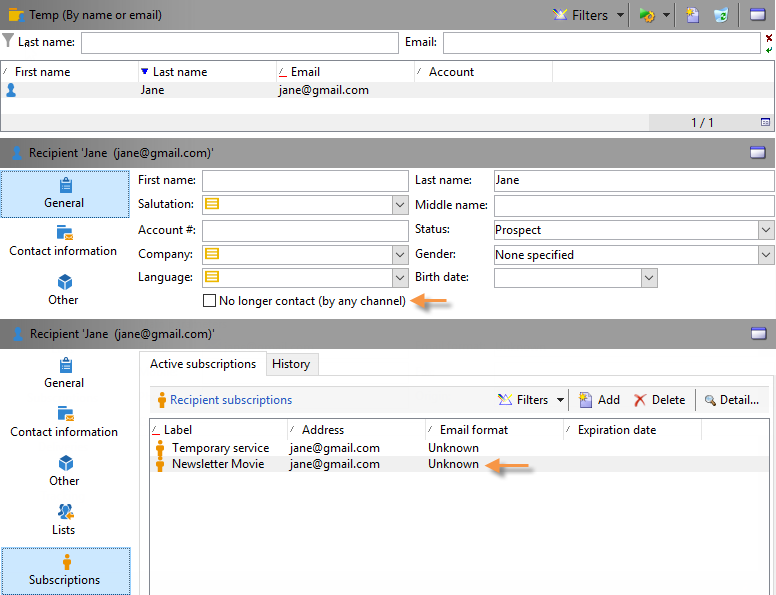 Temp (By name or email) Filters
Last name: Email:
First name Last name Email Account
Jane jane@gmail.com
1 / 1
Recipient 'Jane (jane@gmail.com)'
General
Contact information
Other
First name: Last name: Jane
Salutation: Middle name:
Account #: Status: Prospect
Company: Gender: None specified
Language: Birth date:
No longer contact (by any channel)
Recipient 'Jane (jane@gmail.com)'
General
Contact information
Other
Lists
Subscriptions
Active subscriptions History
Recipient subscriptions Filters Add Delete Detail...
Label Address Email format Expiration date
Temporary service jane@gmail.com Unknown
Newsletter Movie jane@gmail.com Unknown